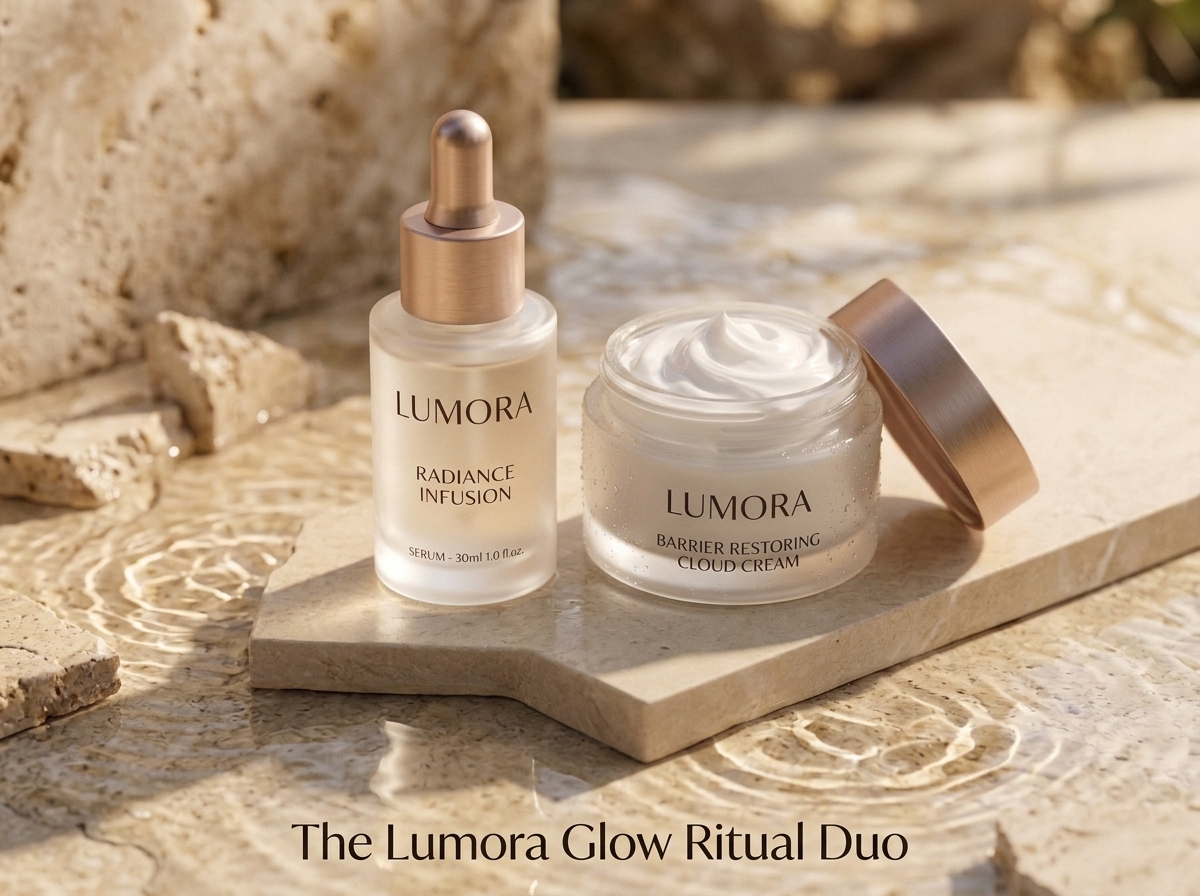 LUMORA
RADIANCE
INFUSION
SERUM - 30ml 1.0 fl.oz.
LUMORA
BARRIER RESTORING
CLOUD CREAM
The Lumora Glow Ritual Duo